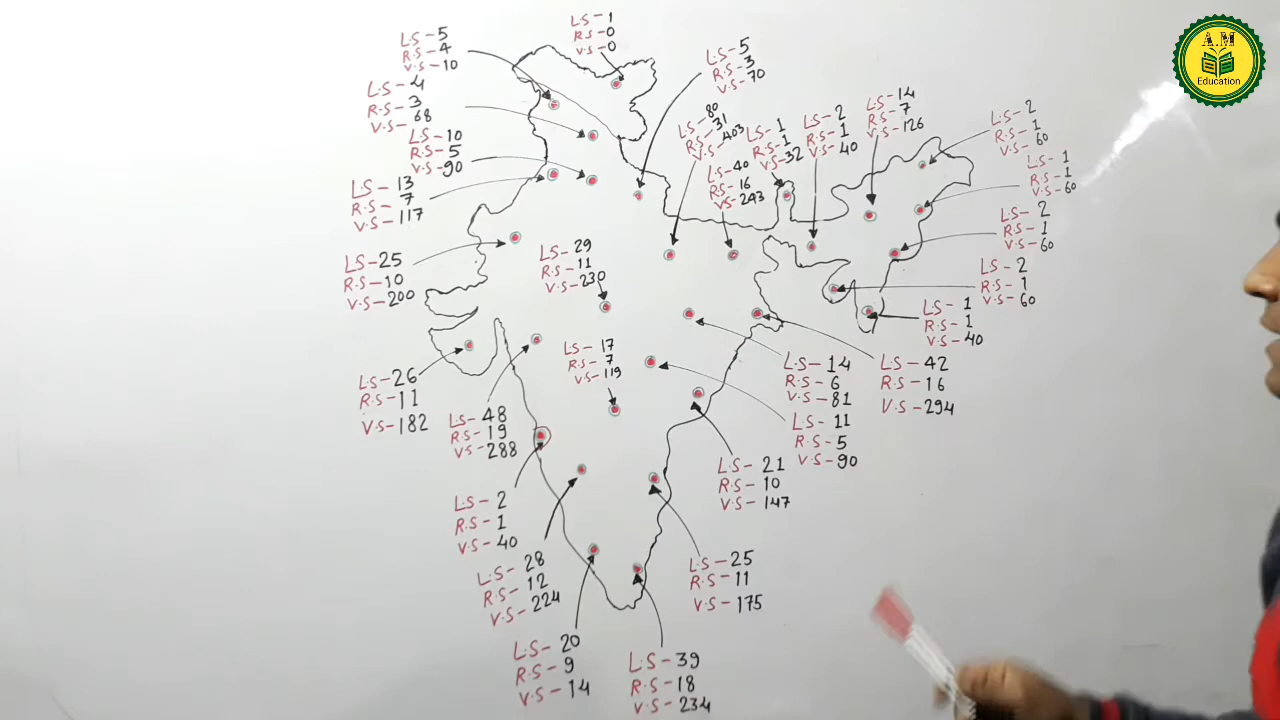 L.S-1
R.S-0
V.S-0
L.S-5
R.S-4
V.S-10
L.S-4
R.S-3
V.S-68
L.S-10
R.S-5
V.S-90
L.S-13
R.S-7
V.S-117
L.S-25
R.S-10
V.S-200
L.S-29
R.S-11
V.S-230
L.S-17
R.S-7
V.S-119
L.S-26
R.S-11
V.S-182
L.S-48
R.S-19
V.S-288
L.S-2
R.S-1
V.S-40
L.S-28
R.S-12
V.S-224
L.S-20
R.S-9
V.S-14
L.S-39
R.S-18
V.S-234
L.S-25
R.S-11
V.S-175
L.S-21
R.S-10
V.S-147
L.S-11
R.S-5
V.S-90
L.S-14
R.S-6
V.S-81
L.S-42
R.S-16
V.S-294
L.S-5
R.S-3
V.S-70
L.S-80
R.S-31
V.S-403
L.S-40
R.S-16
V.S-243
L.S-1
R.S-1
V.S-32
L.S-2
R.S-1
V.S-40
L.S-14
R.S-7
V.S-126
L.S-2
R.S-1
V.S-60
L.S-1
R.S-1
V.S-60
L.S-2
R.S-1
V.S-60
L.S-2
R.S-1
V.S-60
L.S-1
R.S-1
V.S-40
A.M
Education